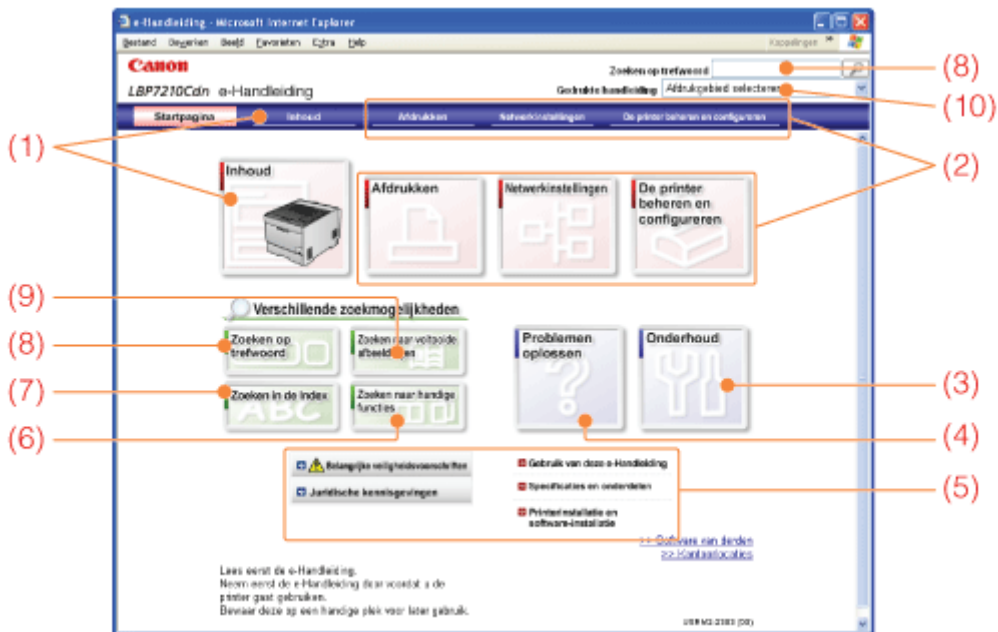 e-Handleiding - Microsoft Internet Explorer
Bestand Bewerken Beeld Favorieten Extra Help
Koppelingen
Canon
Zoeken op trefwoord
(8)
LBP7210Cdn e-Handleiding
Gedrukte handleiding
Afdrukgebied selecteren
(10)
Startpagina
Inhoud
Afdrukken
Netwerkinstellingen
De printer beheren en configureren
(1)
(2)
Inhoud
Afdrukken
Netwerkinstellingen
De printer
beheren en
configureren
(9)
Verschillende zoekmogelijkheden
(8)
Zoeken op
trefwoord
Zoeken naar voltooide
afbeeldingen
Problemen
oplossen
Onderhoud
(7)
Zoeken in de Index
ABC
Zoeken naar handige
functies
(3)
(6)
(4)
Belangrijke veiligheidsvoorschriften
Juridische kennisgevingen
Gebruik van deze e-Handleiding
Specificaties en onderdelen
Printerinstallatie en
software-installatie
(5)
>> Software van derden
>> Kantoorlocaties
Lees eerst de e-Handleiding.
Neem eerst de e-Handleiding door voordat u de
printer gaat gebruiken.
Bewaar deze op een handige plek voor later gebruik.